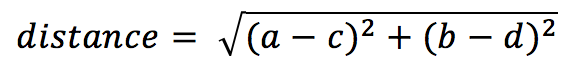 distance = √(a − c)² + (b − d)²